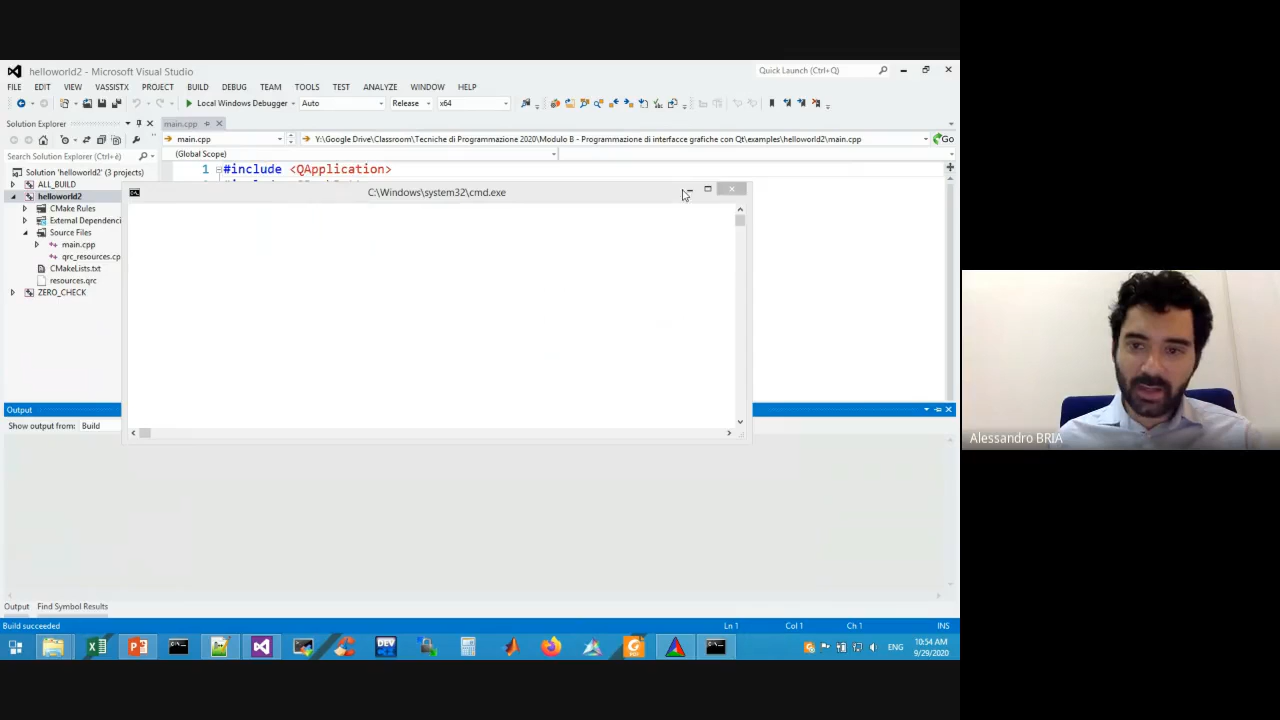 helloworld2 - Microsoft Visual Studio
Quick Launch (Ctrl+Q)
FILE EDIT VIEW VASSISTX PROJECT BUILD DEBUG TEAM TOOLS TEST ANALYZE WINDOW HELP
Local Windows Debugger Auto Release x64
Solution Explorer
main.cpp
main.cpp
Y:\Google Drive\Classroom\Tecniche di Programmazione 2020\Modulo B - Programmazione di interfacce grafiche con Qt\examples\helloworld2\main.cpp
Go
Search Solution Explorer (Ctrl+è)
(Global Scope)
1 #include <QApplication>
Solution 'helloworld2' (3 projects)
ALL_BUILD
helloworld2
C:\Windows\system32\cmd.exe
CMake Rules
External Dependenci
Source Files
main.cpp
qrc_resources.cp
CMakeLists.txt
resources.qrc
ZERO_CHECK
Output
Show output from: Build
Alessandro BRIA
Output Find Symbol Results
Build succeeded
Ln 1 Col 1 Ch 1 INS
DEV
PDF
ENG
10:54 AM
9/29/2020